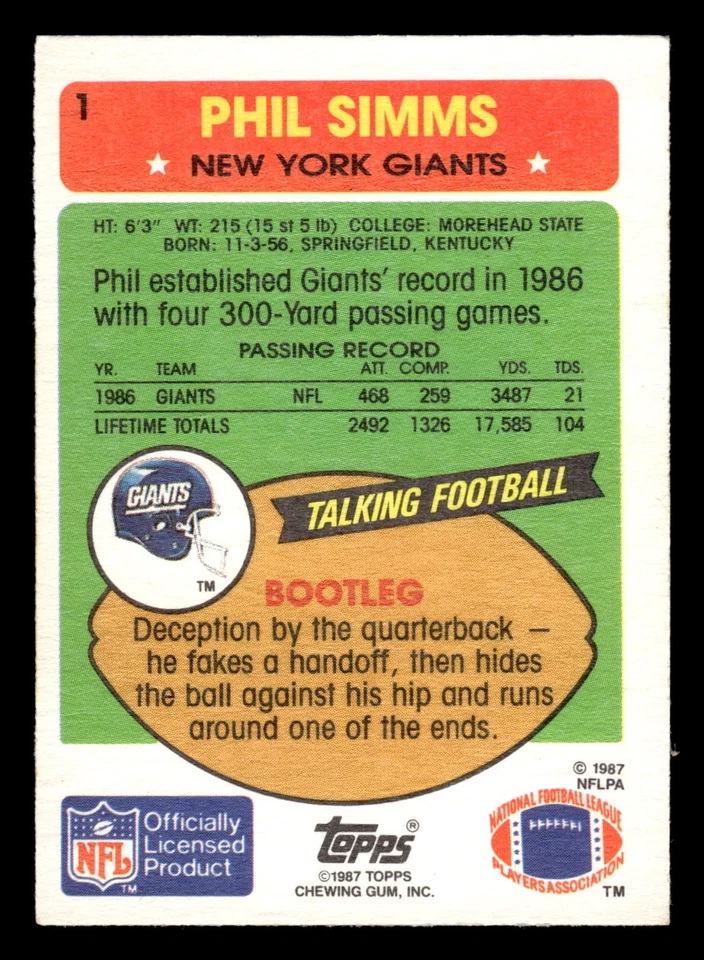 1
PHIL SIMMS
★ NEW YORK GIANTS ★
HT: 6'3" WT: 215 (15 st 5 lb) COLLEGE: MOREHEAD STATE
BORN: 11-3-56, SPRINGFIELD, KENTUCKY
Phil established Giants' record in 1986
with four 300-Yard passing games.
PASSING RECORD
YR. TEAM ATT. COMP. YDS. TDS.
1986 GIANTS NFL 468 259 3487 21
LIFETIME TOTALS 2492 1326 17,585 104
GIANTS
TM
TALKING FOOTBALL
BOOTLEG
Deception by the quarterback —
he fakes a handoff, then hides
the ball against his hip and runs
around one of the ends.
© 1987
NFLPA
NFL
TM
Officially
Licensed
Product
topps®
©1987 TOPPS
CHEWING GUM, INC.
NATIONAL FOOTBALL LEAGUE
PLAYERS ASSOCIATION
TM